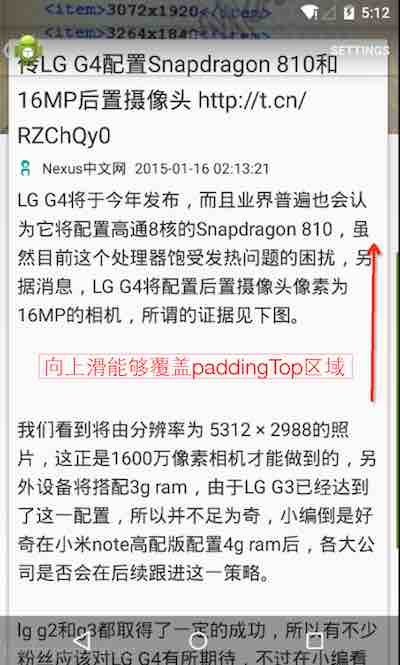 <item>3072x1920</item>
5:12
<item>3264x1840</item>
SETTINGS
传LG G4配置Snapdragon 810和
16MP后置摄像头 http://t.cn/
RZChQy0
Nexus中文网 2015-01-16 02:13:21
LG G4将于今年发布，而且业界普遍也会认
为它将配置高通8核的Snapdragon 810，虽
然目前这个处理器饱受发热问题的困扰，另
据消息，LG G4将配置后置摄像头像素为
16MP的相机，所谓的证据见下图。
向上滑能够覆盖paddingTop区域
我们看到将由分辨率为 5312 × 2988的照
片，这正是1600万像素相机才能做到的，另
外设备将搭配3g ram，由于LG G3已经达到
了这一配置，所以并不足为奇，小编倒是好
奇在小米note高配版配置4g ram后，各大公
司是否会在后续跟进这一策略。
lg g2和g3都取得了一定的成功，所以有不少
粉丝应该对LG G4有所期待，不过在小编看